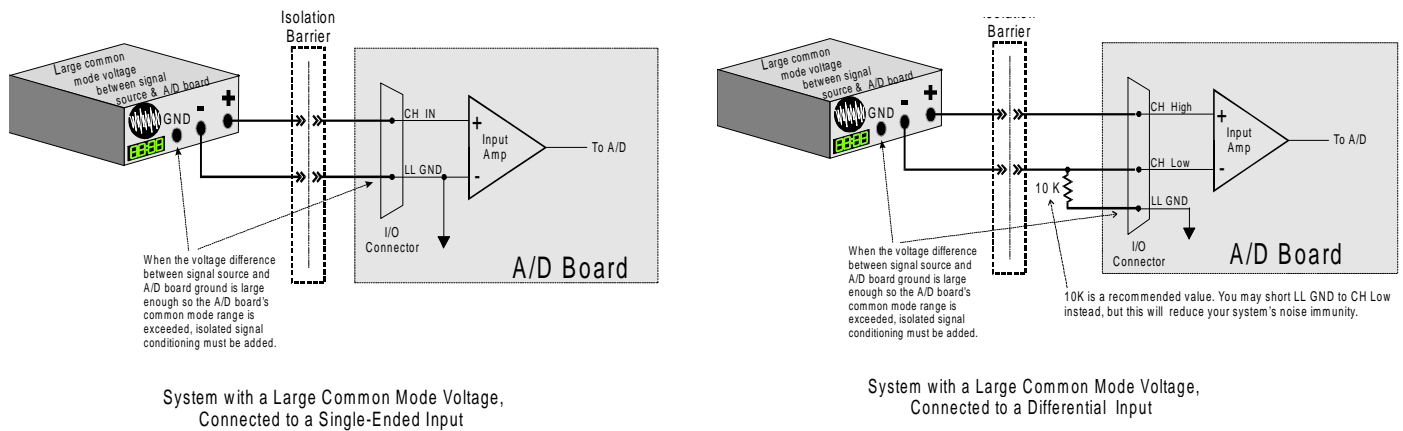 Isolation
Barrier
Large common
mode voltage
between signal
source & A/D board
GND
-
+
CH IN
LL GND
+
-
Input
Amp
To A/D
I/O
Connector
A/D Board
When the voltage difference
between signal source and
A/D board ground is large
enough so the A/D board's
common mode range is
exceeded, isolated signal
conditioning must be added.
System with a Large Common Mode Voltage,
Connected to a Single-Ended Input
Isolation
Barrier
Large common
mode voltage
between signal
source & A/D board
GND
-
+
CH High
CH Low
10 K
LL GND
+
-
Input
Amp
To A/D
I/O
Connector
A/D Board
When the voltage difference
between signal source and
A/D board ground is large
enough so the A/D board's
common mode range is
exceeded, isolated signal
conditioning must be added.
10K is a recommended value. You may short LL GND to CH Low
instead, but this will reduce your system's noise immunity.
System with a Large Common Mode Voltage,
Connected to a Differential Input